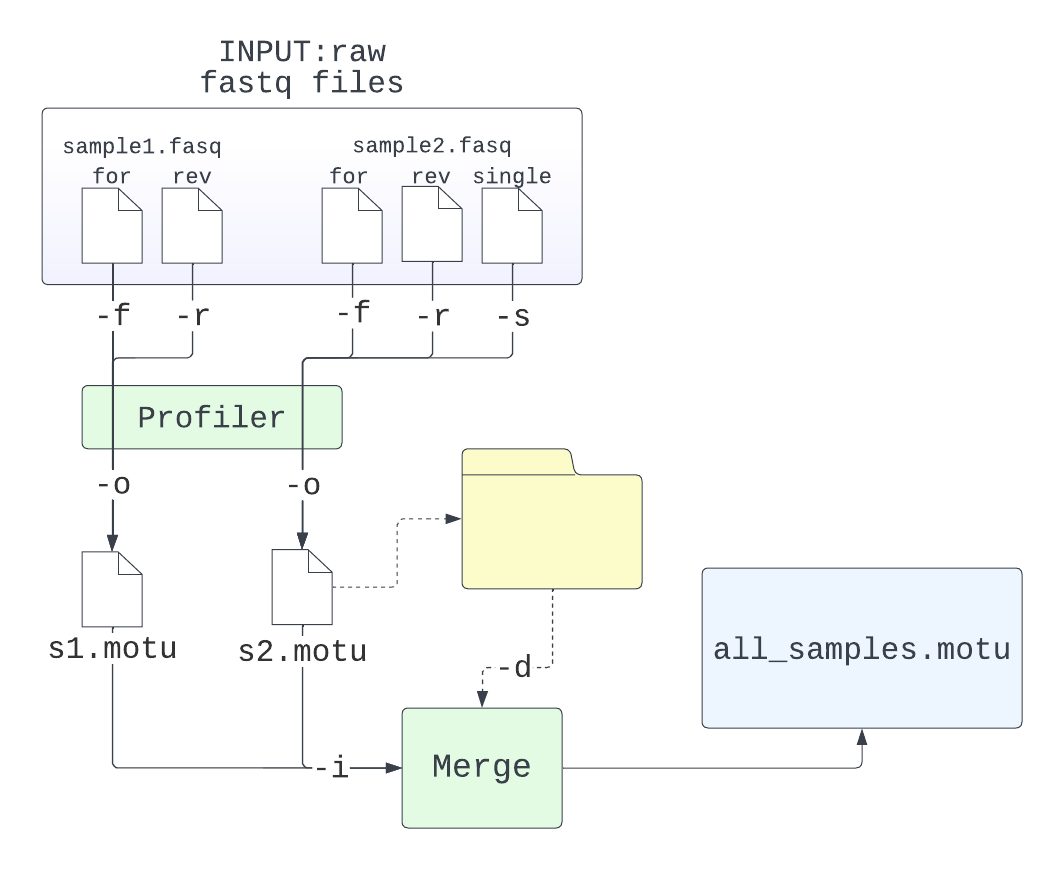 INPUT:raw
fastq files
sample1.fasq
sample2.fasq
for rev
for rev single
-f -r
-f -r -s
Profiler
-o
-o
s1.motu
s2.motu
-d
all_samples.motu
-i
Merge